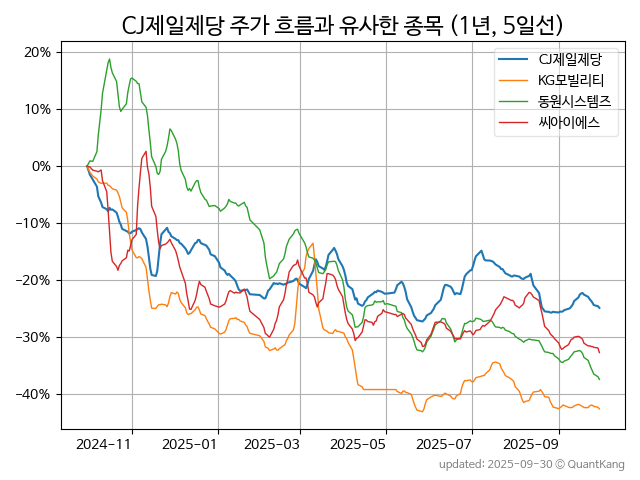 CJ제일제당 주가 흐름과 유사한 종목 (1년, 5일선)
20%
10%
0%
−10%
−20%
−30%
−40%
CJ제일제당
KG모빌리티
동원시스템즈
씨아이에스
2024−11
2025−01
2025−03
2025−05
2025−07
2025−09
updated: 2025-09-30 © QuantKang